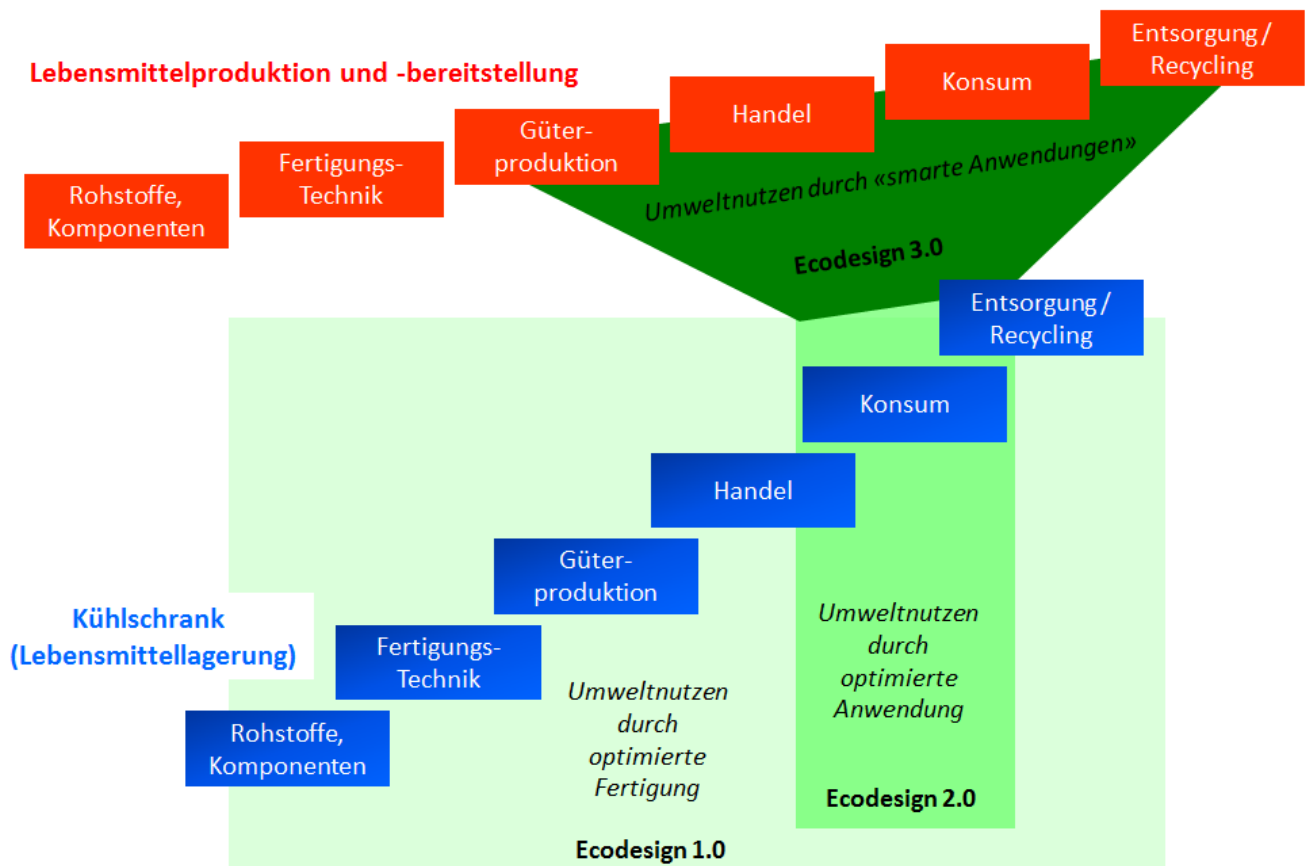 Lebensmittelproduktion und -bereitstellung
Entsorgung /
Recycling
Konsum
Handel
Güter-
produktion
Fertigungs-
Technik
Rohstoffe,
Komponenten
Umweltnutzen durch «smarte Anwendungen»
Ecodesign 3.0
Entsorgung /
Recycling
Konsum
Handel
Güter-
produktion
Kühlschrank
(Lebensmittellagerung)
Fertigungs-
Technik
Rohstoffe,
Komponenten
Umweltnutzen
durch
optimierte
Fertigung
Ecodesign 1.0
Umweltnutzen
durch
optimierte
Anwendung
Ecodesign 2.0